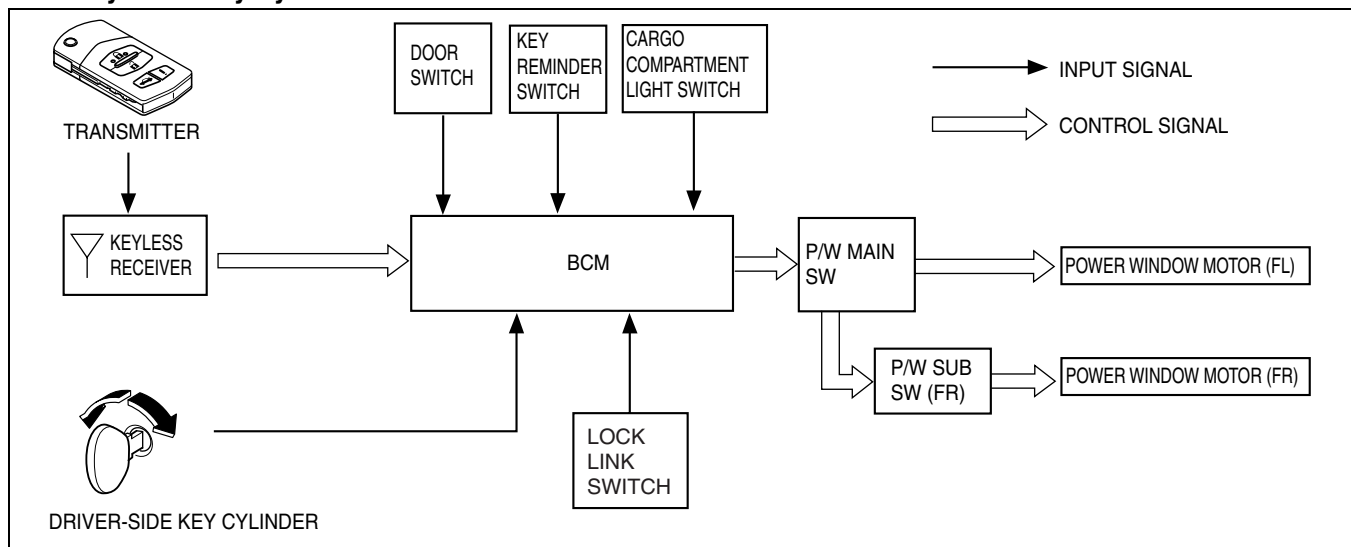 TRANSMITTER
KEYLESS
RECEIVER
DOOR
SWITCH
KEY
REMINDER
SWITCH
CARGO
COMPARTMENT
LIGHT SWITCH
INPUT SIGNAL
CONTROL SIGNAL
BCM
P/W MAIN
SW
POWER WINDOW MOTOR (FL)
P/W SUB
SW (FR)
POWER WINDOW MOTOR (FR)
LOCK
LINK
SWITCH
DRIVER-SIDE KEY CYLINDER